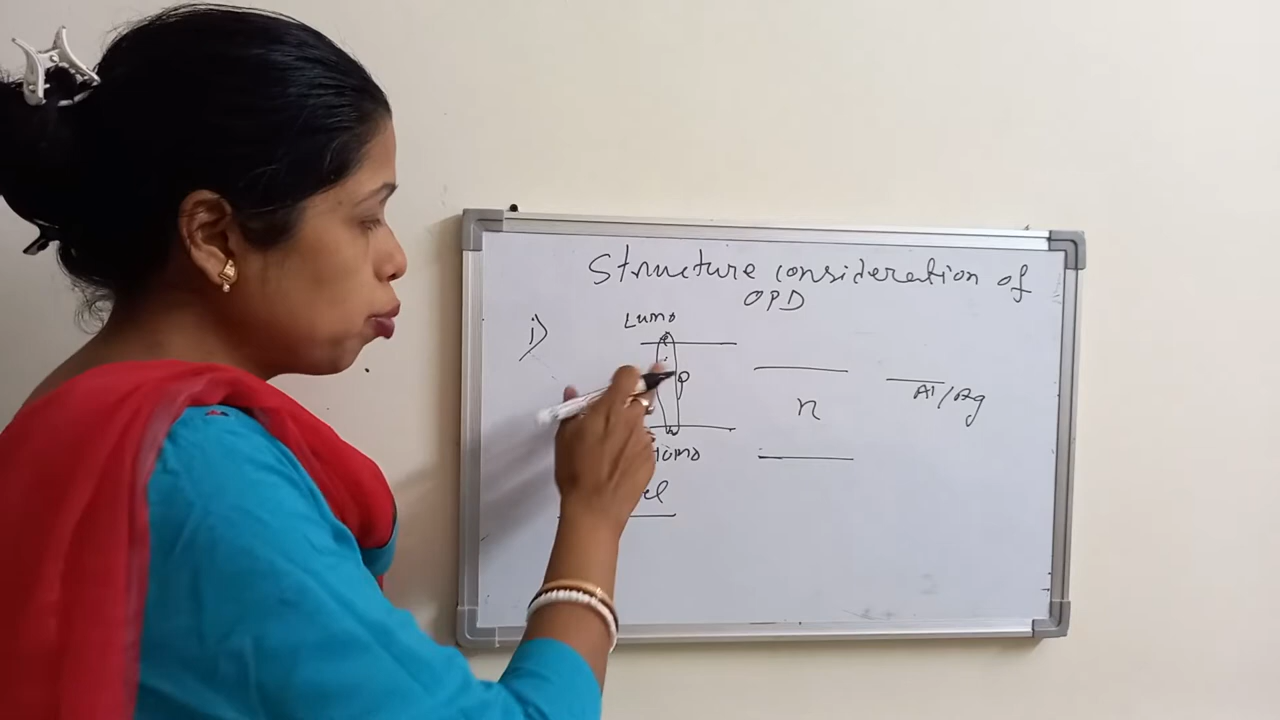 Structure consideration of
OPD
i)
Lumo
P
n
Al/Ag
Homo